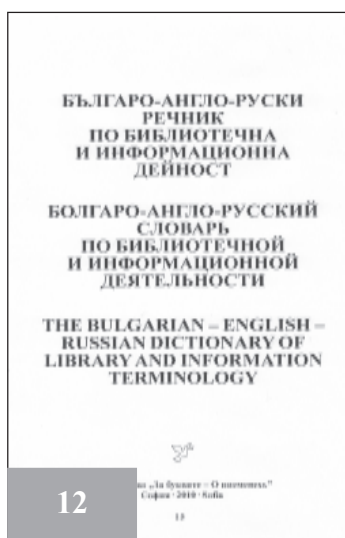 БЪЛГАРО-АНГЛО-РУСКИ
РЕЧНИК
ПО БИБЛИОТЕЧНА
И ИНФОРМАЦИОННА
ДЕЙНОСТ
БОЛГАРО-АНГЛО-РУССКИЙ
СЛОВАРЬ
ПО БИБЛИОТЕЧНОЙ
И ИНФОРМАЦИОННОЙ
ДЕЯТЕЛЬНОСТИ
THE BULGARIAN – ENGLISH –
RUSSIAN DICTIONARY OF
LIBRARY AND INFORMATION
TERMINOLOGY
„За буквите – О писменехь“
София · 2010 · Sofia
12